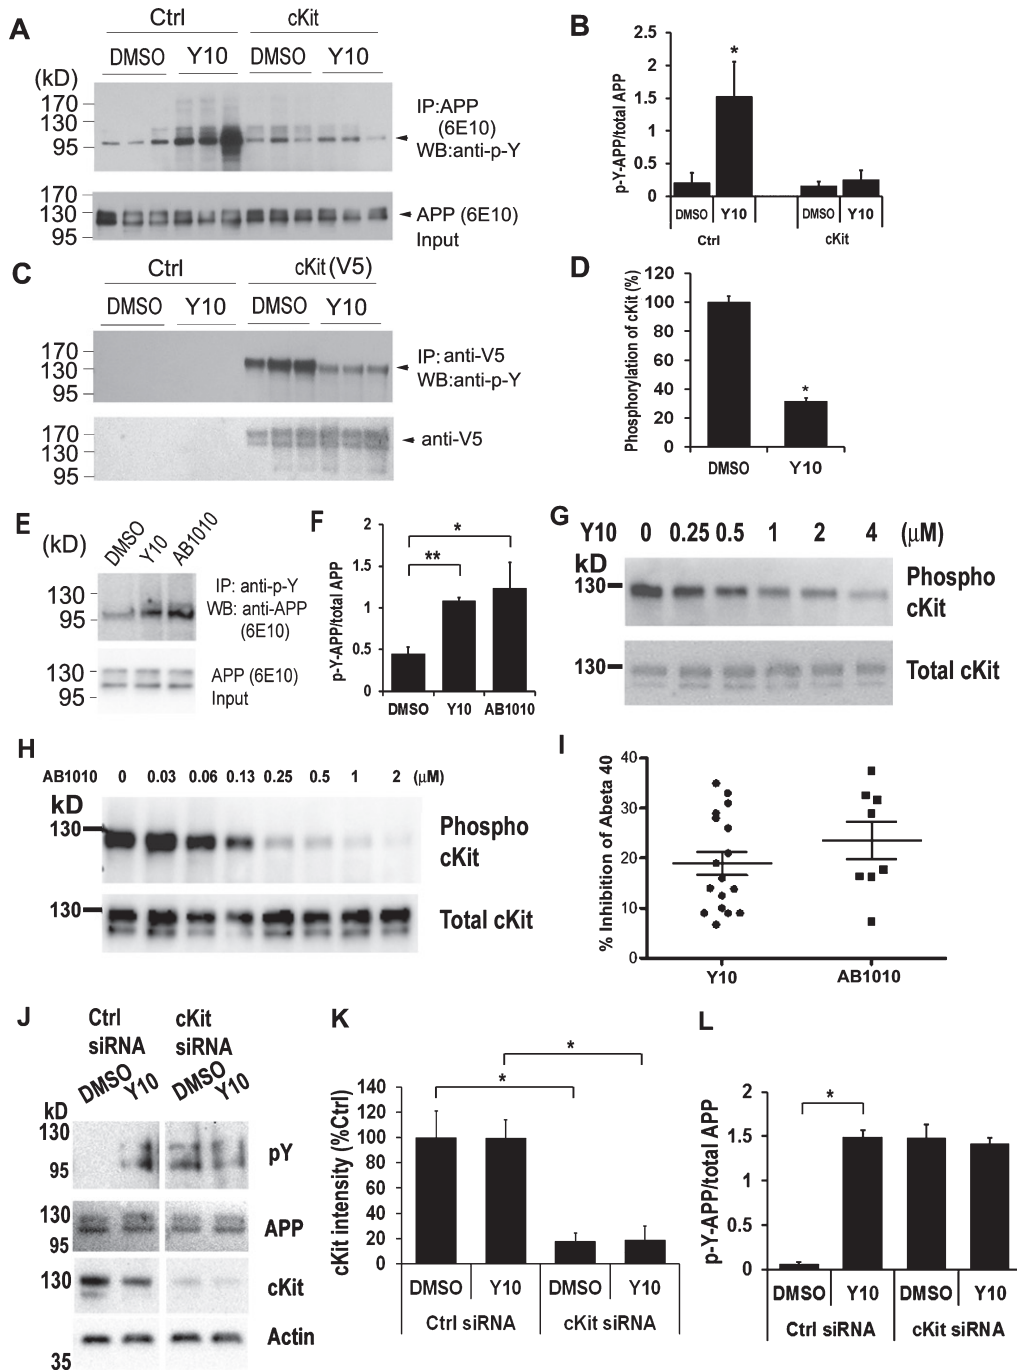 A
Ctrl
cKit
DMSO
Y10
DMSO
Y10
(kD)
170
130
95
IP:APP
(6E10)
WB:anti-p-Y
170
130
95
APP (6E10)
Input
B
p-Y-APP/total APP
2.5
2
1.5
1
0.5
0
*
DMSO
Y10
DMSO
Y10
Ctrl
cKit
C
Ctrl
cKit (V5)
DMSO
Y10
DMSO
Y10
170
130
95
IP: anti-V5
WB:anti-p-Y
170
130
95
anti-V5
D
Phosphorylation of cKit (%)
120
100
80
60
40
20
0
*
DMSO
Y10
E
(kD)
DMSO
Y10
AB1010
130
95
IP: anti-p-Y
WB: anti-APP
(6E10)
130
95
APP (6E10)
Input
F
p-Y-APP/total APP
2
1.5
1
0.5
0
*
**
DMSO
Y10
AB1010
G
Y10 0 0.25 0.5 1 2 4 (μM)
kD
130
Phospho
cKit
130
Total cKit
H
AB1010 0 0.03 0.06 0.13 0.25 0.5 1 2 (μM)
kD
130
Phospho
cKit
130
Total cKit
I
% Inhibition of Abeta 40
40
30
20
10
0
Y10
AB1010
J
Ctrl
siRNA
cKit
siRNA
DMSO
Y10
DMSO
Y10
kD
130
95
pY
130
95
APP
130
cKit
Actin
35
K
cKit intensity (%Ctrl)
140
120
100
80
60
40
20
0
*
*
DMSO
Y10
DMSO
Y10
Ctrl siRNA
cKit siRNA
L
p-Y-APP/total APP
2
1.5
1
0.5
0
*
DMSO
Y10
DMSO
Y10
Ctrl siRNA
cKit siRNA